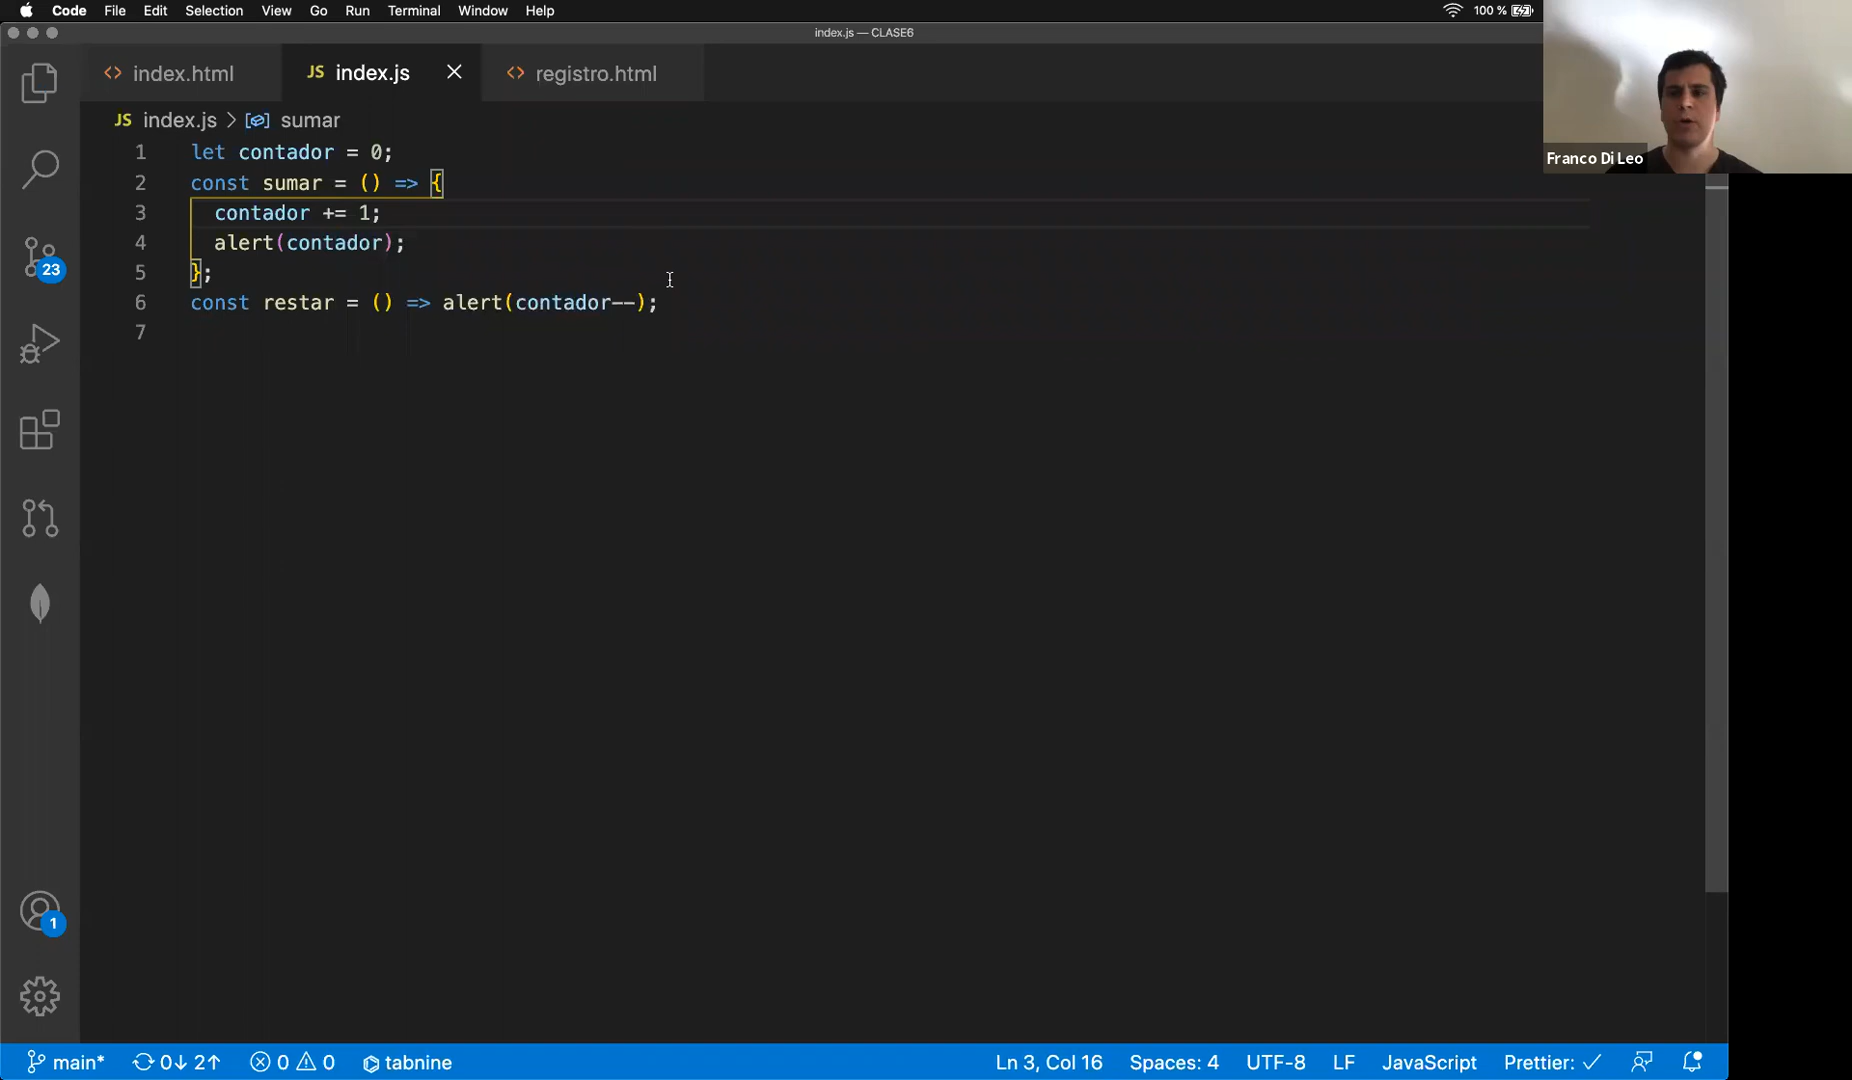 Code File Edit Selection View Go Run Terminal Window Help 100 %
index.js — CLASE6
index.html JS index.js registro.html
JS index.js > sumar
Franco Di Leo
1 let contador = 0;
2 const sumar = () => {
3 contador += 1;
4 alert(contador);
5 };
6 const restar = () => alert(contador--);
7
23
1
main* 0↓ 2↑ 0 0 tabnine Ln 3, Col 16 Spaces: 4 UTF-8 LF JavaScript Prettier: ✓